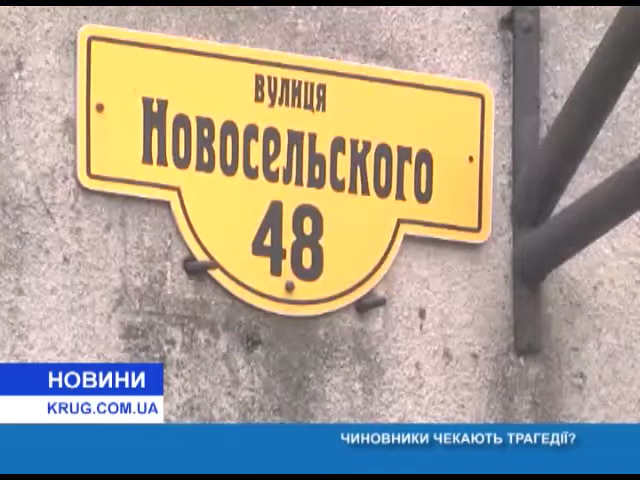 вулиця
Новосельского
48
НОВИНИ
KRUG.COM.UA
ЧИНОВНИКИ ЧЕКАЮТЬ ТРАГЕДІЇ?